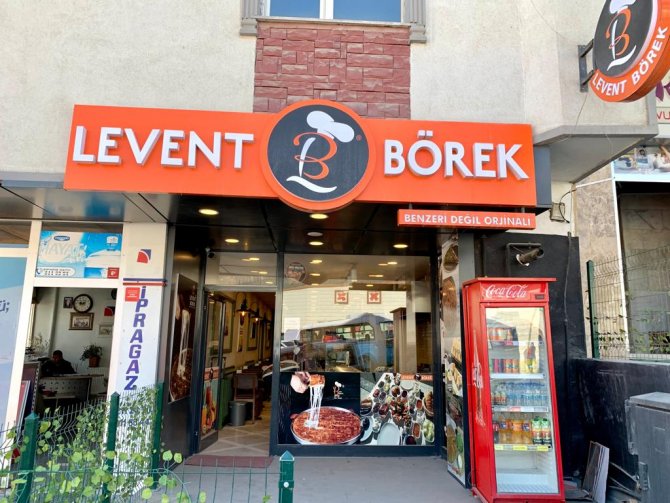 LEVENT BÖREK
LEVENT BÖREK
BENZERİ DEĞİL ORJİNALİ
Coca-Cola
İPRAGAZ